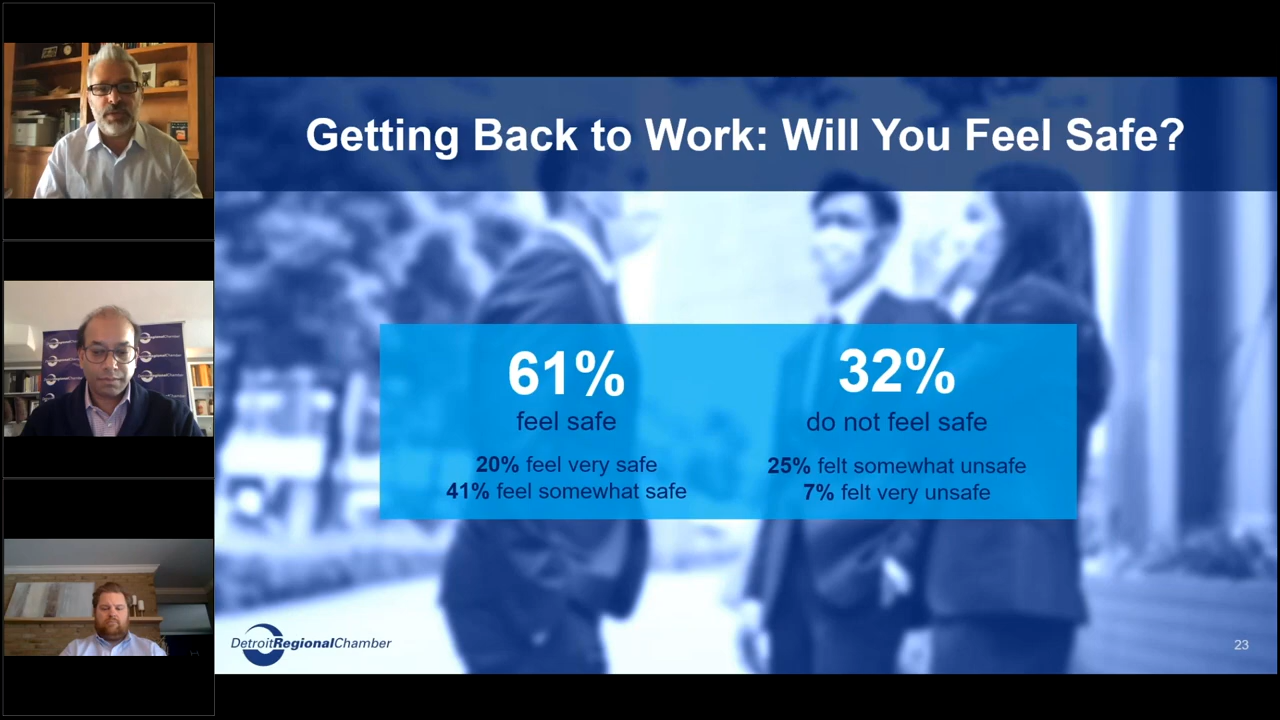 Getting Back to Work: Will You Feel Safe?
61%
feel safe
20% feel very safe
41% feel somewhat safe
32%
do not feel safe
25% felt somewhat unsafe
7% felt very unsafe
DetroitRegionalChamber
23